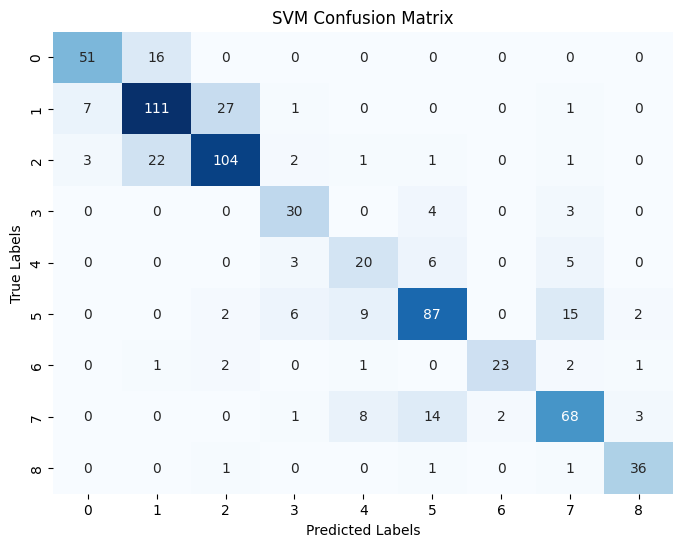 SVM Confusion Matrix
True Labels
0 51 16 0 0 0 0 0 0 0
1 7 111 27 1 0 0 0 1 0
2 3 22 104 2 1 1 0 1 0
3 0 0 0 30 0 4 0 3 0
4 0 0 0 3 20 6 0 5 0
5 0 0 2 6 9 87 0 15 2
6 0 1 2 0 1 0 23 2 1
7 0 0 0 1 8 14 2 68 3
8 0 0 1 0 0 1 0 1 36
0 1 2 3 4 5 6 7 8
Predicted Labels